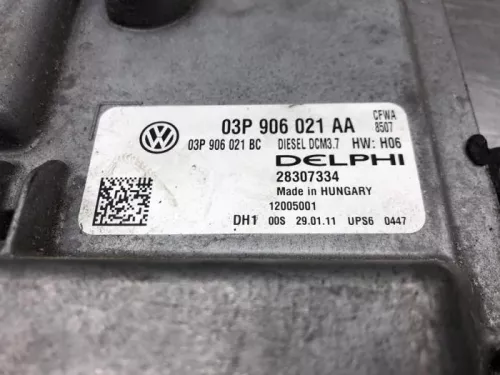 03P 906 021 AA CFWA 8507
03P 906 021 BC DIESEL DCM3.7 HW: H06
DELPHI
28307334
Made in HUNGARY
12005001
DH1 00S 29.01.11 UPS6 0447